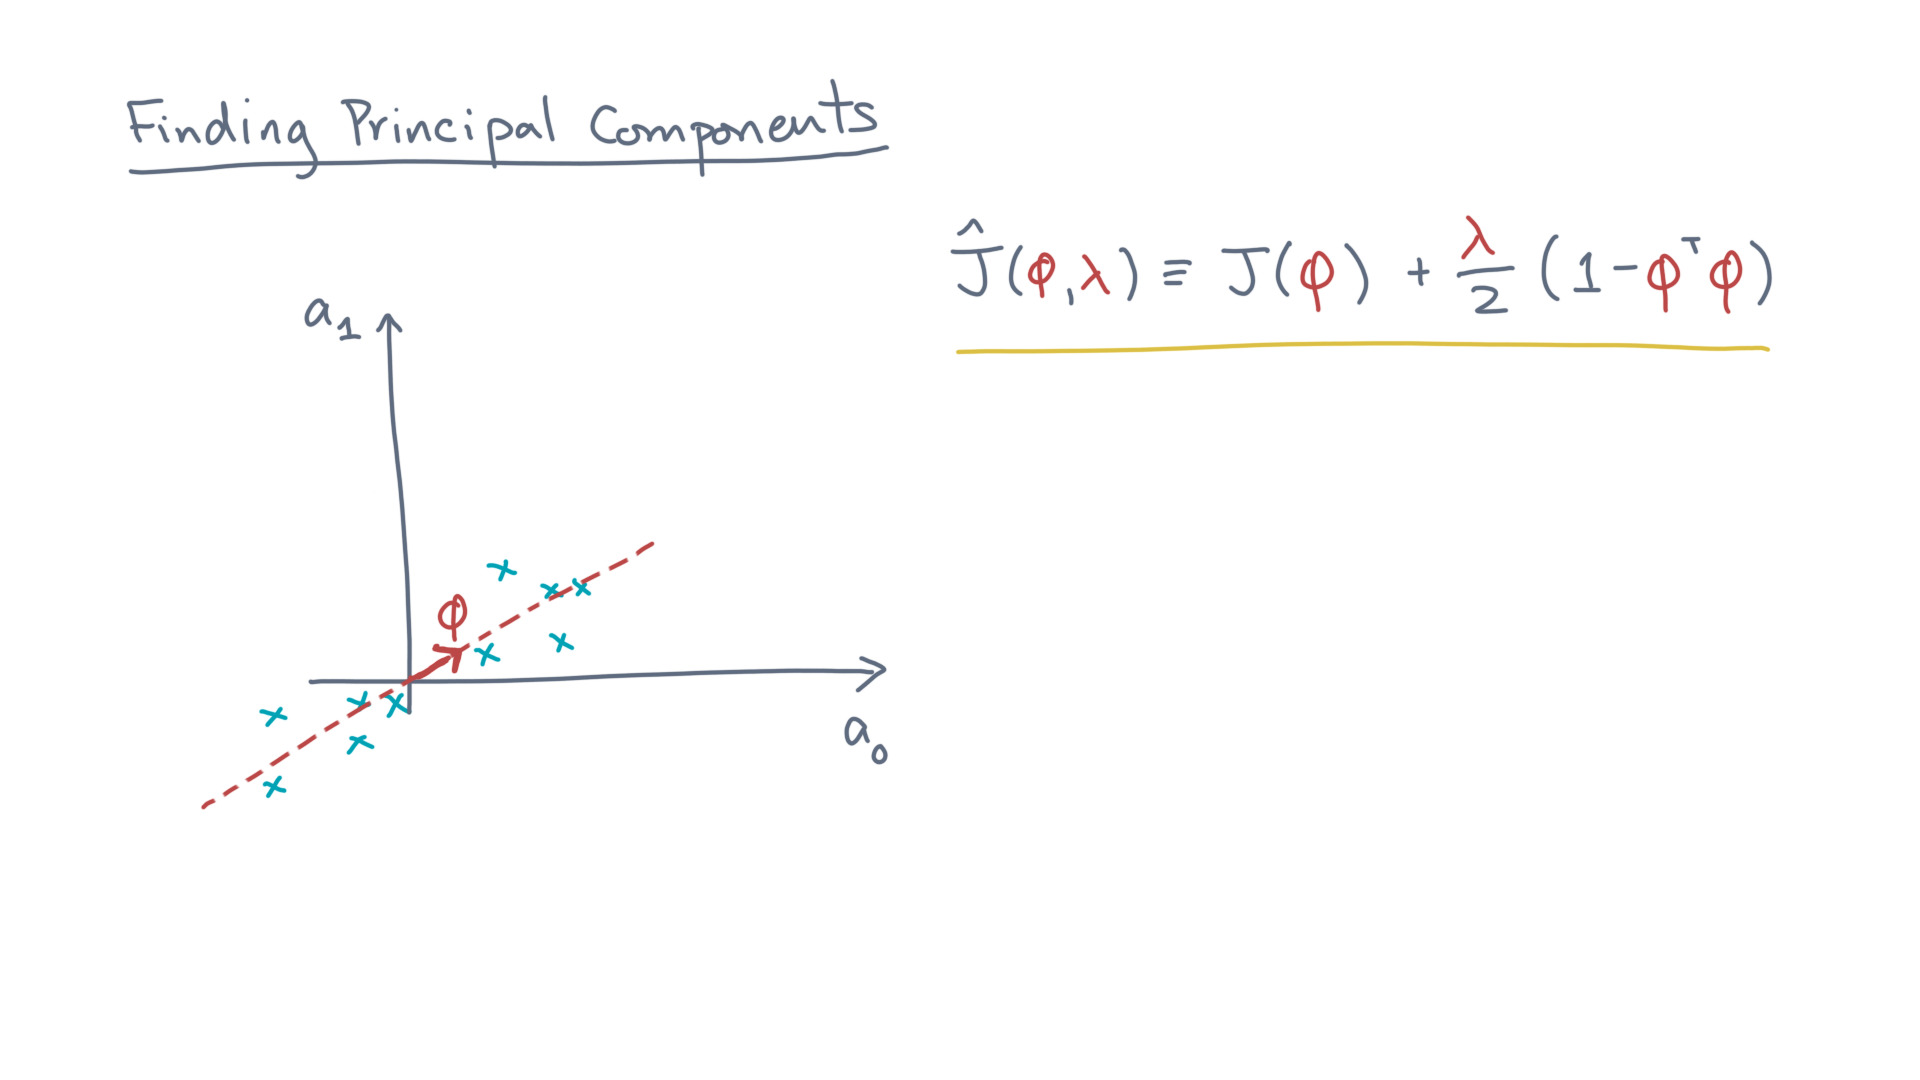 Finding Principal Components
Ĵ(ϕ,λ) ≡ J(ϕ) + λ/2 (1-ϕᵀϕ)
a₁
ϕ
a₀